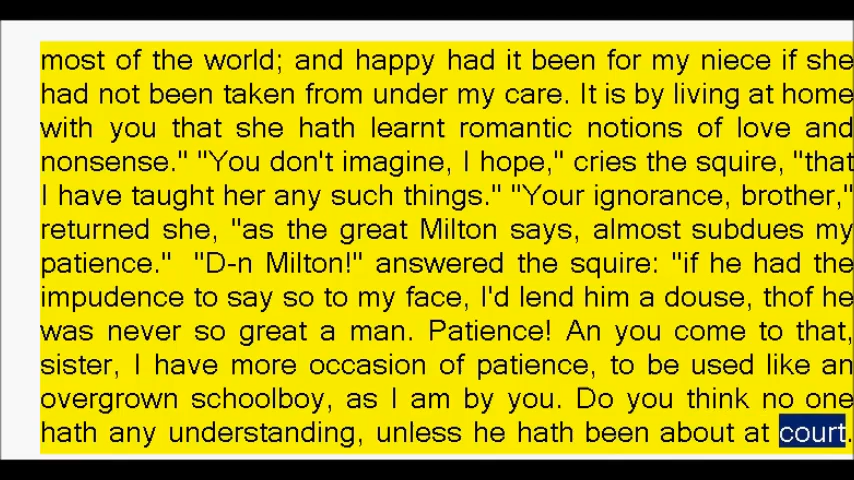 most of the world; and happy had it been for my niece if she
had not been taken from under my care. It is by living at home
with you that she hath learnt romantic notions of love and
nonsense." "You don't imagine, I hope," cries the squire, "that
I have taught her any such things." "Your ignorance, brother,"
returned she, "as the great Milton says, almost subdues my
patience."  "D-n Milton!" answered the squire: "if he had the
impudence to say so to my face, I'd lend him a douse, thof he
was never so great a man. Patience! An you come to that,
sister, I have more occasion of patience, to be used like an
overgrown schoolboy, as I am by you. Do you think no one
hath any understanding, unless he hath been about at court.